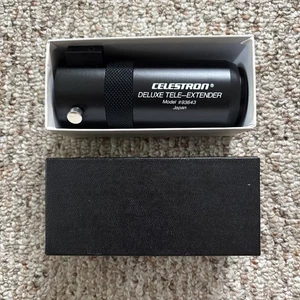 CELESTRON®
DELUXE TELE-EXTENDER
Model #93643
Japan